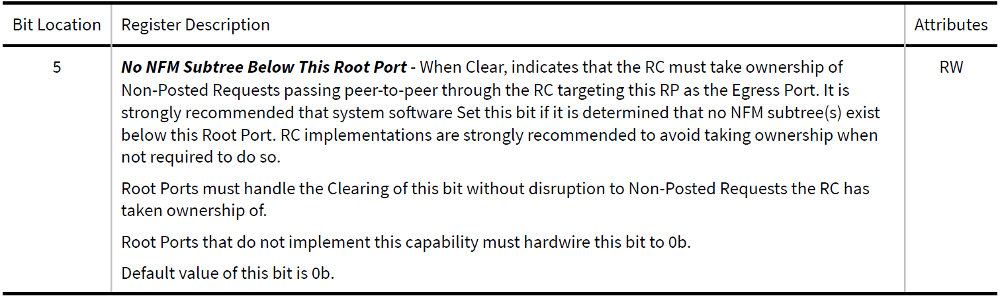 Bit Location Register Description Attributes
5 No NFM Subtree Below This Root Port - When Clear, indicates that the RC must take ownership of RW
Non-Posted Requests passing peer-to-peer through the RC targeting this RP as the Egress Port. It is
strongly recommended that system software Set this bit if it is determined that no NFM subtree(s) exist
below this Root Port. RC implementations are strongly recommended to avoid taking ownership when
not required to do so.
Root Ports must handle the Clearing of this bit without disruption to Non-Posted Requests the RC has
taken ownership of.
Root Ports that do not implement this capability must hardwire this bit to 0b.
Default value of this bit is 0b.